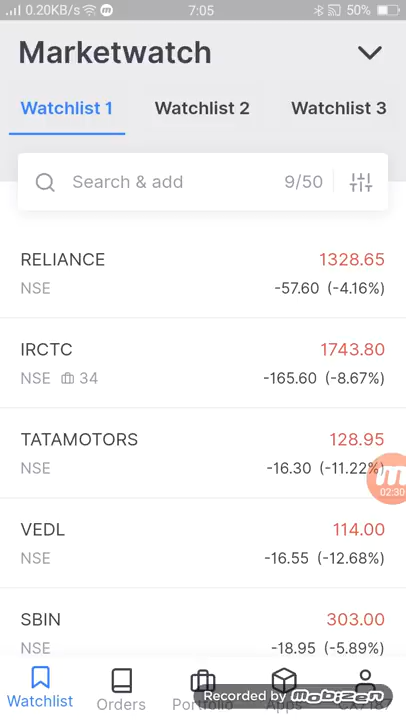 0.20KB/s 7:05 50%
Marketwatch
Watchlist 1 Watchlist 2 Watchlist 3
Search & add 9/50
RELIANCE 1328.65
NSE -57.60 (-4.16%)
IRCTC 1743.80
NSE 34 -165.60 (-8.67%)
TATAMOTORS 128.95
NSE -16.30 (-11.22%)
m
02:30
VEDL 114.00
NSE -16.55 (-12.68%)
SBIN 303.00
NSE -18.95 (-5.89%)
Recorded by mobizen
Watchlist Orders Portfolio Apps